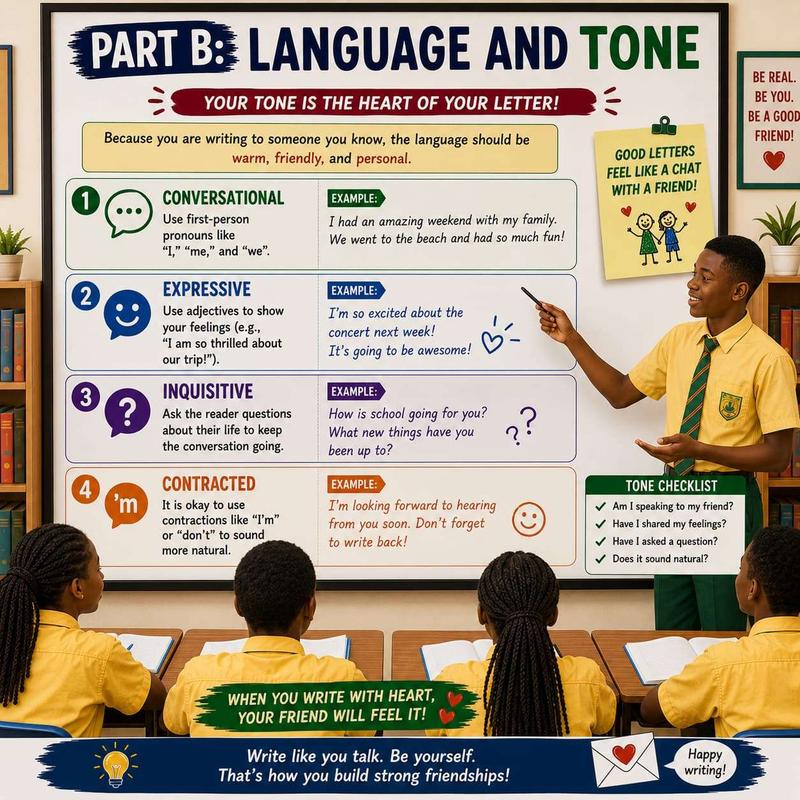 PART B: LANGUAGE AND TONE
YOUR TONE IS THE HEART OF YOUR LETTER!
Because you are writing to someone you know, the language should be
warm, friendly, and personal.
1
CONVERSATIONAL
Use first-person
pronouns like
“I,” “me,” and “we”.
EXAMPLE:
I had an amazing weekend with my family.
We went to the beach and had so much fun!
2
EXPRESSIVE
Use adjectives to show
your feelings (e.g.,
“I am so thrilled about
our trip!”).
EXAMPLE:
I'm so excited about the
concert next week!
It's going to be awesome!
3
?
INQUISITIVE
Ask the reader questions
about their life to keep
the conversation going.
EXAMPLE:
How is school going for you?
What new things have you
been up to?
? ?
4
'm
CONTRACTED
It is okay to use
contractions like “I'm”
or “don't” to sound
more natural.
EXAMPLE:
I'm looking forward to hearing
from you soon. Don't forget
to write back!
GOOD LETTERS
FEEL LIKE A CHAT
WITH A FRIEND!
BE REAL.
BE YOU.
BE A GOOD
FRIEND!
TONE CHECKLIST
✓ Am I speaking to my friend?
✓ Have I shared my feelings?
✓ Have I asked a question?
✓ Does it sound natural?
WHEN YOU WRITE WITH HEART,
YOUR FRIEND WILL FEEL IT!
Write like you talk. Be yourself.
That's how you build strong friendships!
Happy
writing!